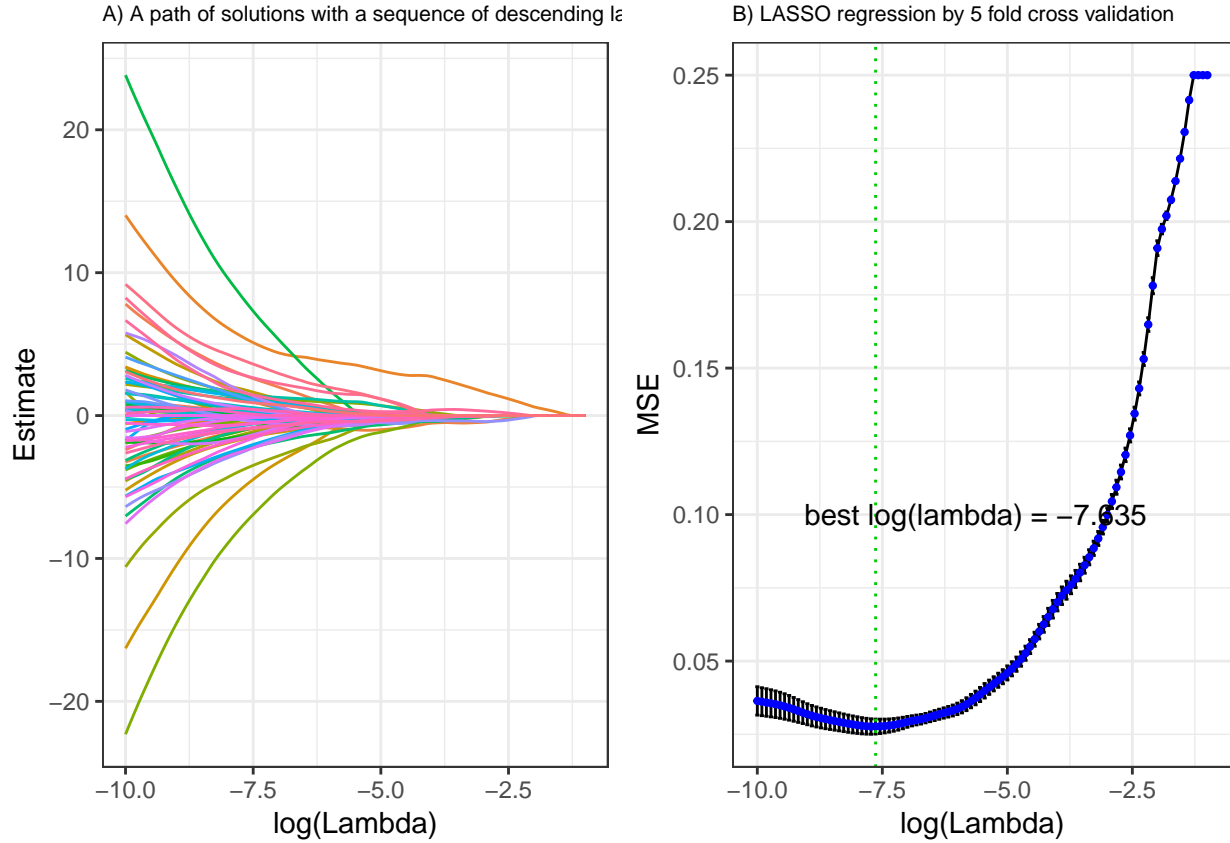 A) A path of solutions with a sequence of descending la
20
10
0
−10
−20
Estimate
−10.0 −7.5 −5.0 −2.5
log(Lambda)
B) LASSO regression by 5 fold cross validation
0.25
0.20
0.15
0.10
0.05
MSE
best log(lambda) = −7.635
−10.0 −7.5 −5.0 −2.5
log(Lambda)